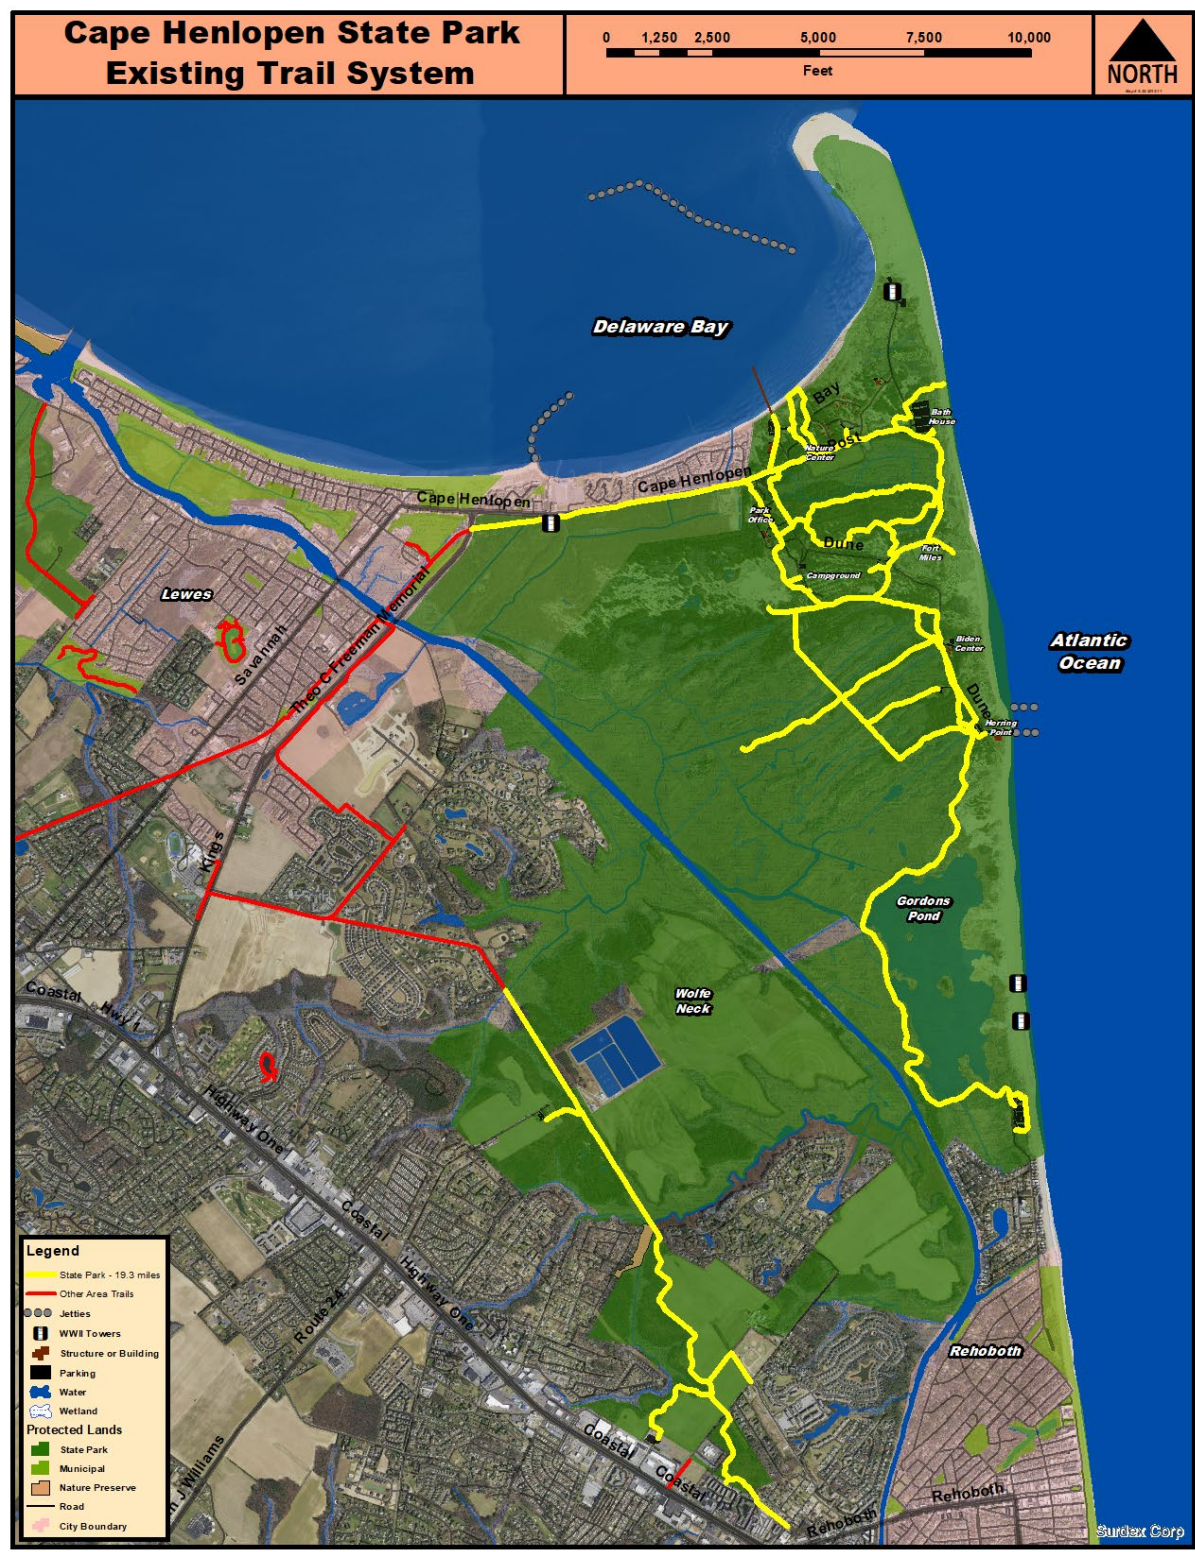 Cape Henlopen State Park
Existing Trail System
0 1,250 2,500 5,000 7,500 10,000
Feet
NORTH
Delaware Bay
Bay
Bath
House
Post
Nature
Center
Cape Henlopen
Cape Henlopen
Park
Office
Dune
Fort
Miles
Campground
Lewes
Savannah
Theo C Freeman Memorial
Biden
Center
Atlantic
Ocean
Dune
Herring
Point
Kings
Gordons
Pond
Wolfe
Neck
Coastal
Hwy 1
Highway One
Coastal
Highway One
Route 24
Rehoboth
Coastal
Coastal
Rehoboth
Rehoboth
n J Williams
Legend
State Park - 19.3 miles
Other Area Trails
Jetties
WWII Towers
Structure or Building
Parking
Water
Wetland
Protected Lands
State Park
Municipal
Nature Preserve
Road
City Boundary
Surdex Corp